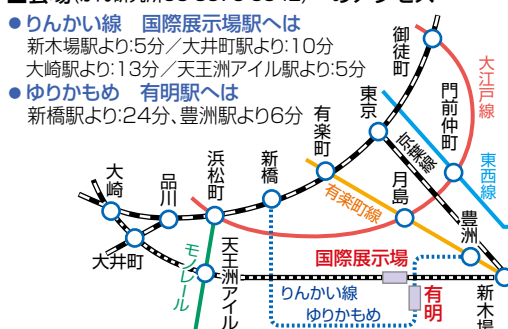 ●りんかい線 国際展示場駅へは
新木場駅より:5分／大井町駅より:10分
大崎駅より:13分／天王洲アイル駅より:5分
●ゆりかもめ 有明駅へは
新橋駅より:24分、豊洲駅より6分
御徒町
大江戸線
東京
門前仲町
京葉線
有楽町
東西線
新橋
浜松町
品川
大崎
有楽町線
月島
豊洲
大井町
モノレール
天王洲アイル
国際展示場
りんかい線
ゆりかもめ
有明
新木場